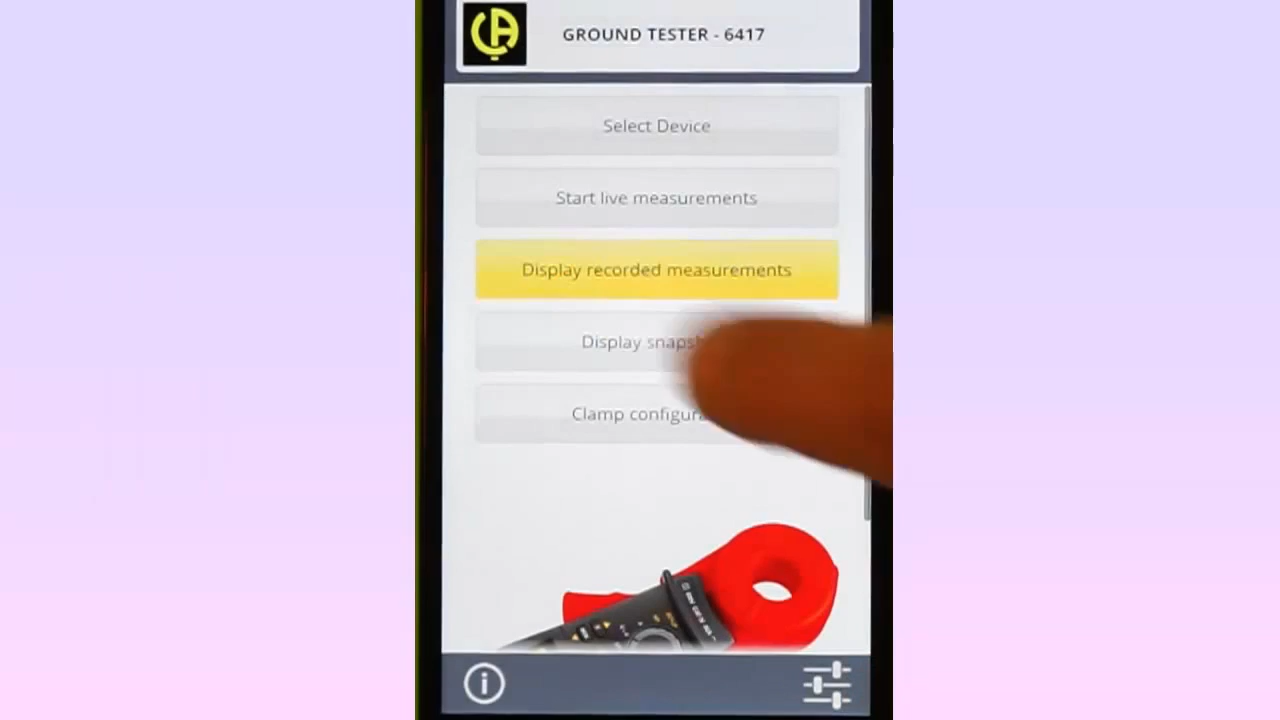 GROUND TESTER - 6417
Select Device
Start live measurements
Display recorded measurements
Display
Clamp